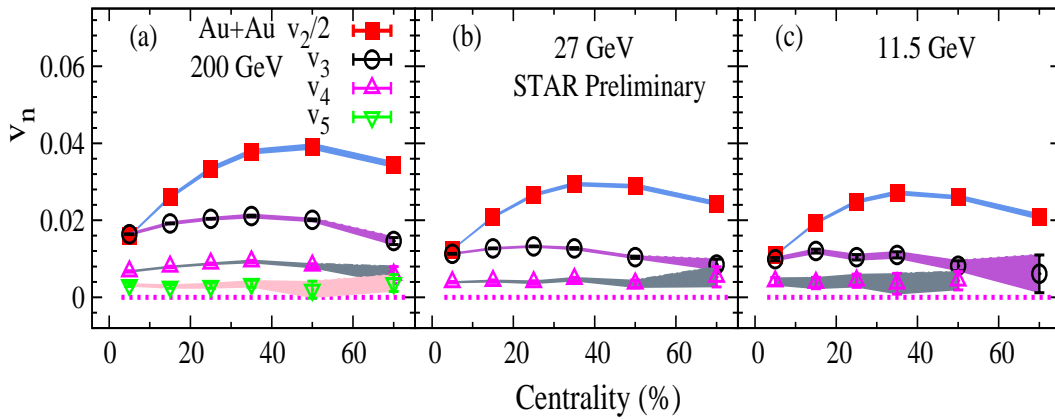 (a) Au+Au v2/2
200 GeV v3
v4
v5
(b) 27 GeV
STAR Preliminary
(c) 11.5 GeV
vn
0.06
0.04
0.02
0
0 20 40 60
0 20 40 60
0 20 40 60
Centrality (%)